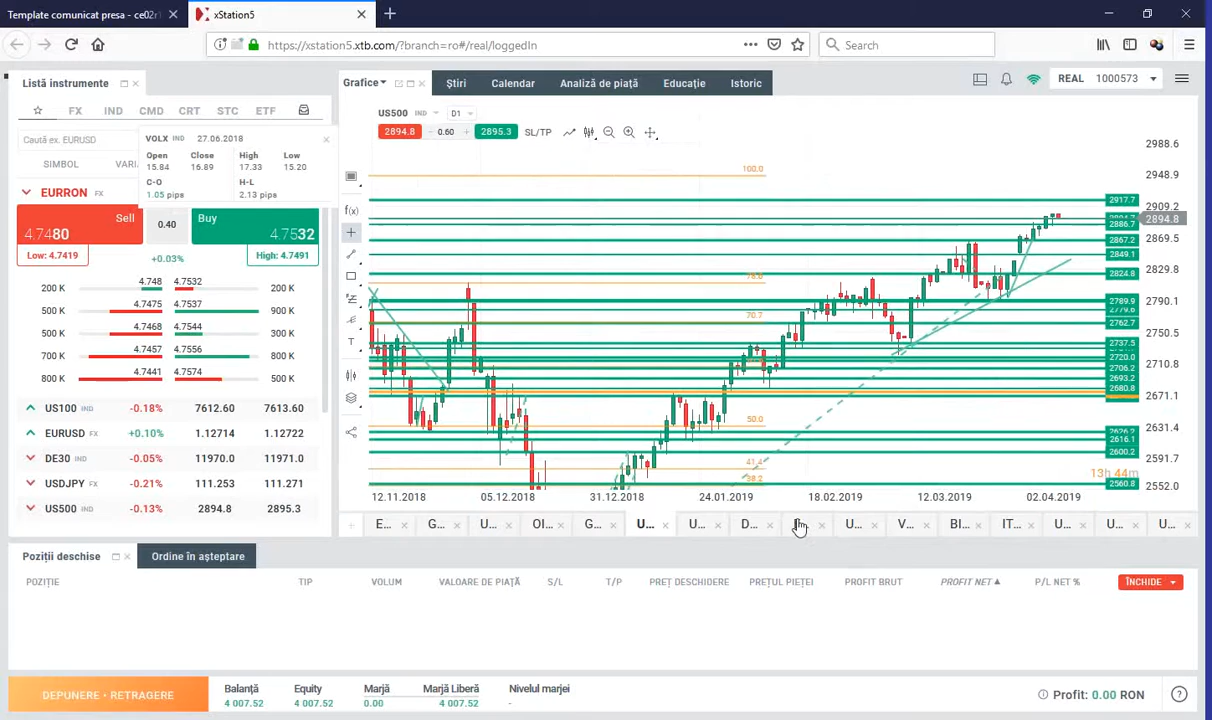 Template comunicat presa - ce02r
xStation5
https://xstation5.xtb.com/?branch=ro#/real/loggedIn
Search
Listă instrumente
Grafice
Știri
Calendar
Analiză de piață
Educație
Istoric
REAL 1000573
FX IND CMD CRT STC ETF
Caută ex. EURUSD
SIMBOL
VARI
VOLX IND 27.06.2018
Open Close High Low
15.84 16.89 17.33 15.20
C-O H-L
1.05 pips 2.13 pips
EURRON FX
Sell
4.7480
0.40
Buy
4.7532
Low: 4.7419
+0.03%
High: 4.7491
200 K 4.748 4.7532 200 K
500 K 4.7475 4.7537 900 K
500 K 4.7468 4.7544 300 K
700 K 4.7457 4.7556 800 K
800 K 4.7441 4.7574 500 K
US100 IND -0.18% 7612.60 7613.60
EURUSD FX +0.10% 1.12714 1.12722
DE30 IND -0.05% 11970.0 11971.0
USDJPY FX -0.21% 111.253 111.271
US500 IND -0.13% 2894.8 2895.3
US500 IND D1
2894.8 0.60 2895.3 SL/TP
f(x)
T
100.0
78.6
70.7
50.0
41.4
38.2
2917.7
2886.7
2867.2
2849.1
2824.8
2789.9
2779.6
2762.7
2737.5
2720.0
2706.2
2693.2
2680.8
2626.2
2616.1
2600.2
2560.8
2988.6
2948.9
2909.2
2894.8
2869.5
2829.8
2790.1
2750.5
2710.8
2671.1
2631.4
2591.7
2552.0
13h 44m
12.11.2018 05.12.2018 31.12.2018 24.01.2019 18.02.2019 12.03.2019 02.04.2019
E... G... U... OI... G... U... U... D... U... V... BI... IT... U... U... U...
Poziții deschise
Ordine în așteptare
POZIȚIE TIP VOLUM VALOARE DE PIAȚĂ S/L T/P PREȚ DESCHIDERE PREȚUL PIEȚEI PROFIT BRUT PROFIT NET P/L NET % ÎNCHIDE
DEPUNERE • RETRAGERE
Balanță Equity Marjă Marjă Liberă Nivelul marjei
4 007.52 4 007.52 0.00 4 007.52 -
Profit: 0.00 RON